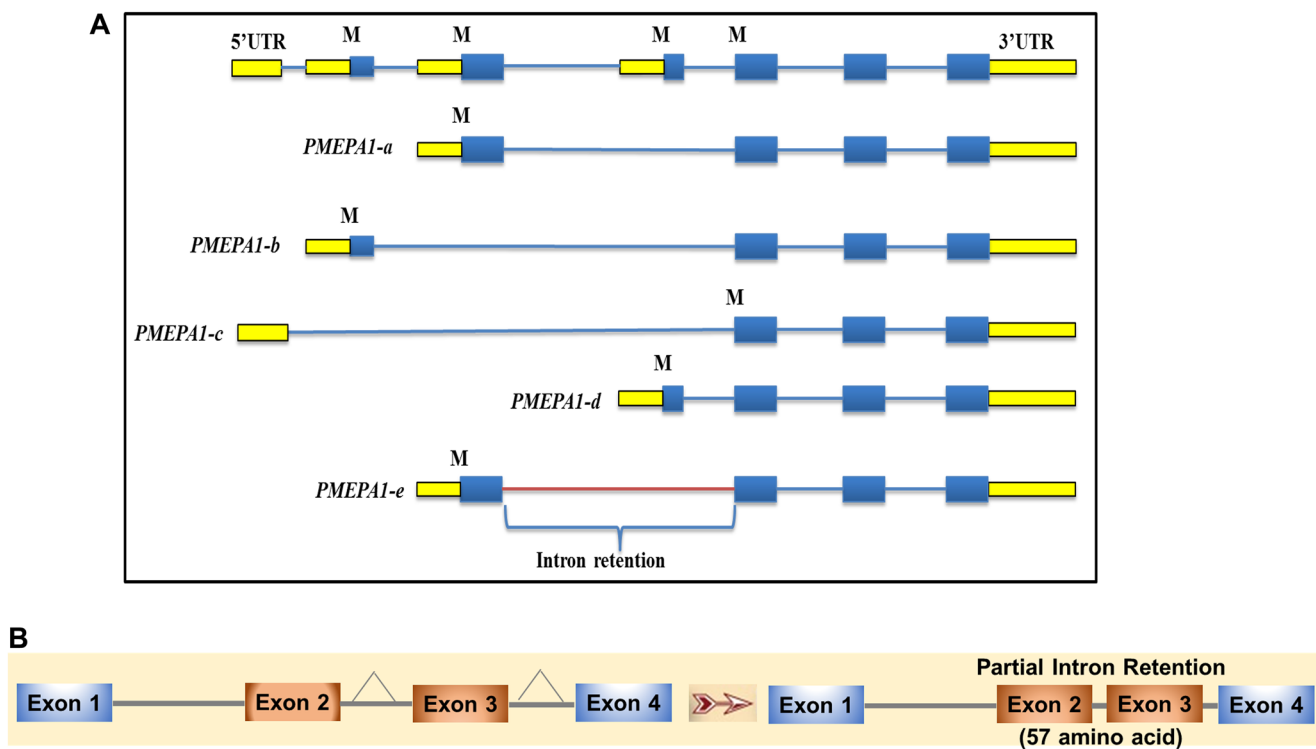 A
5'UTR M M M M 3'UTR
M
PMEPA1-a
M
PMEPA1-b
M
PMEPA1-c
M
PMEPA1-d
M
PMEPA1-e
Intron retention
B
Partial Intron Retention
Exon 1 Exon 2 Exon 3 Exon 4 Exon 1 Exon 2 Exon 3 Exon 4
(57 amino acid)